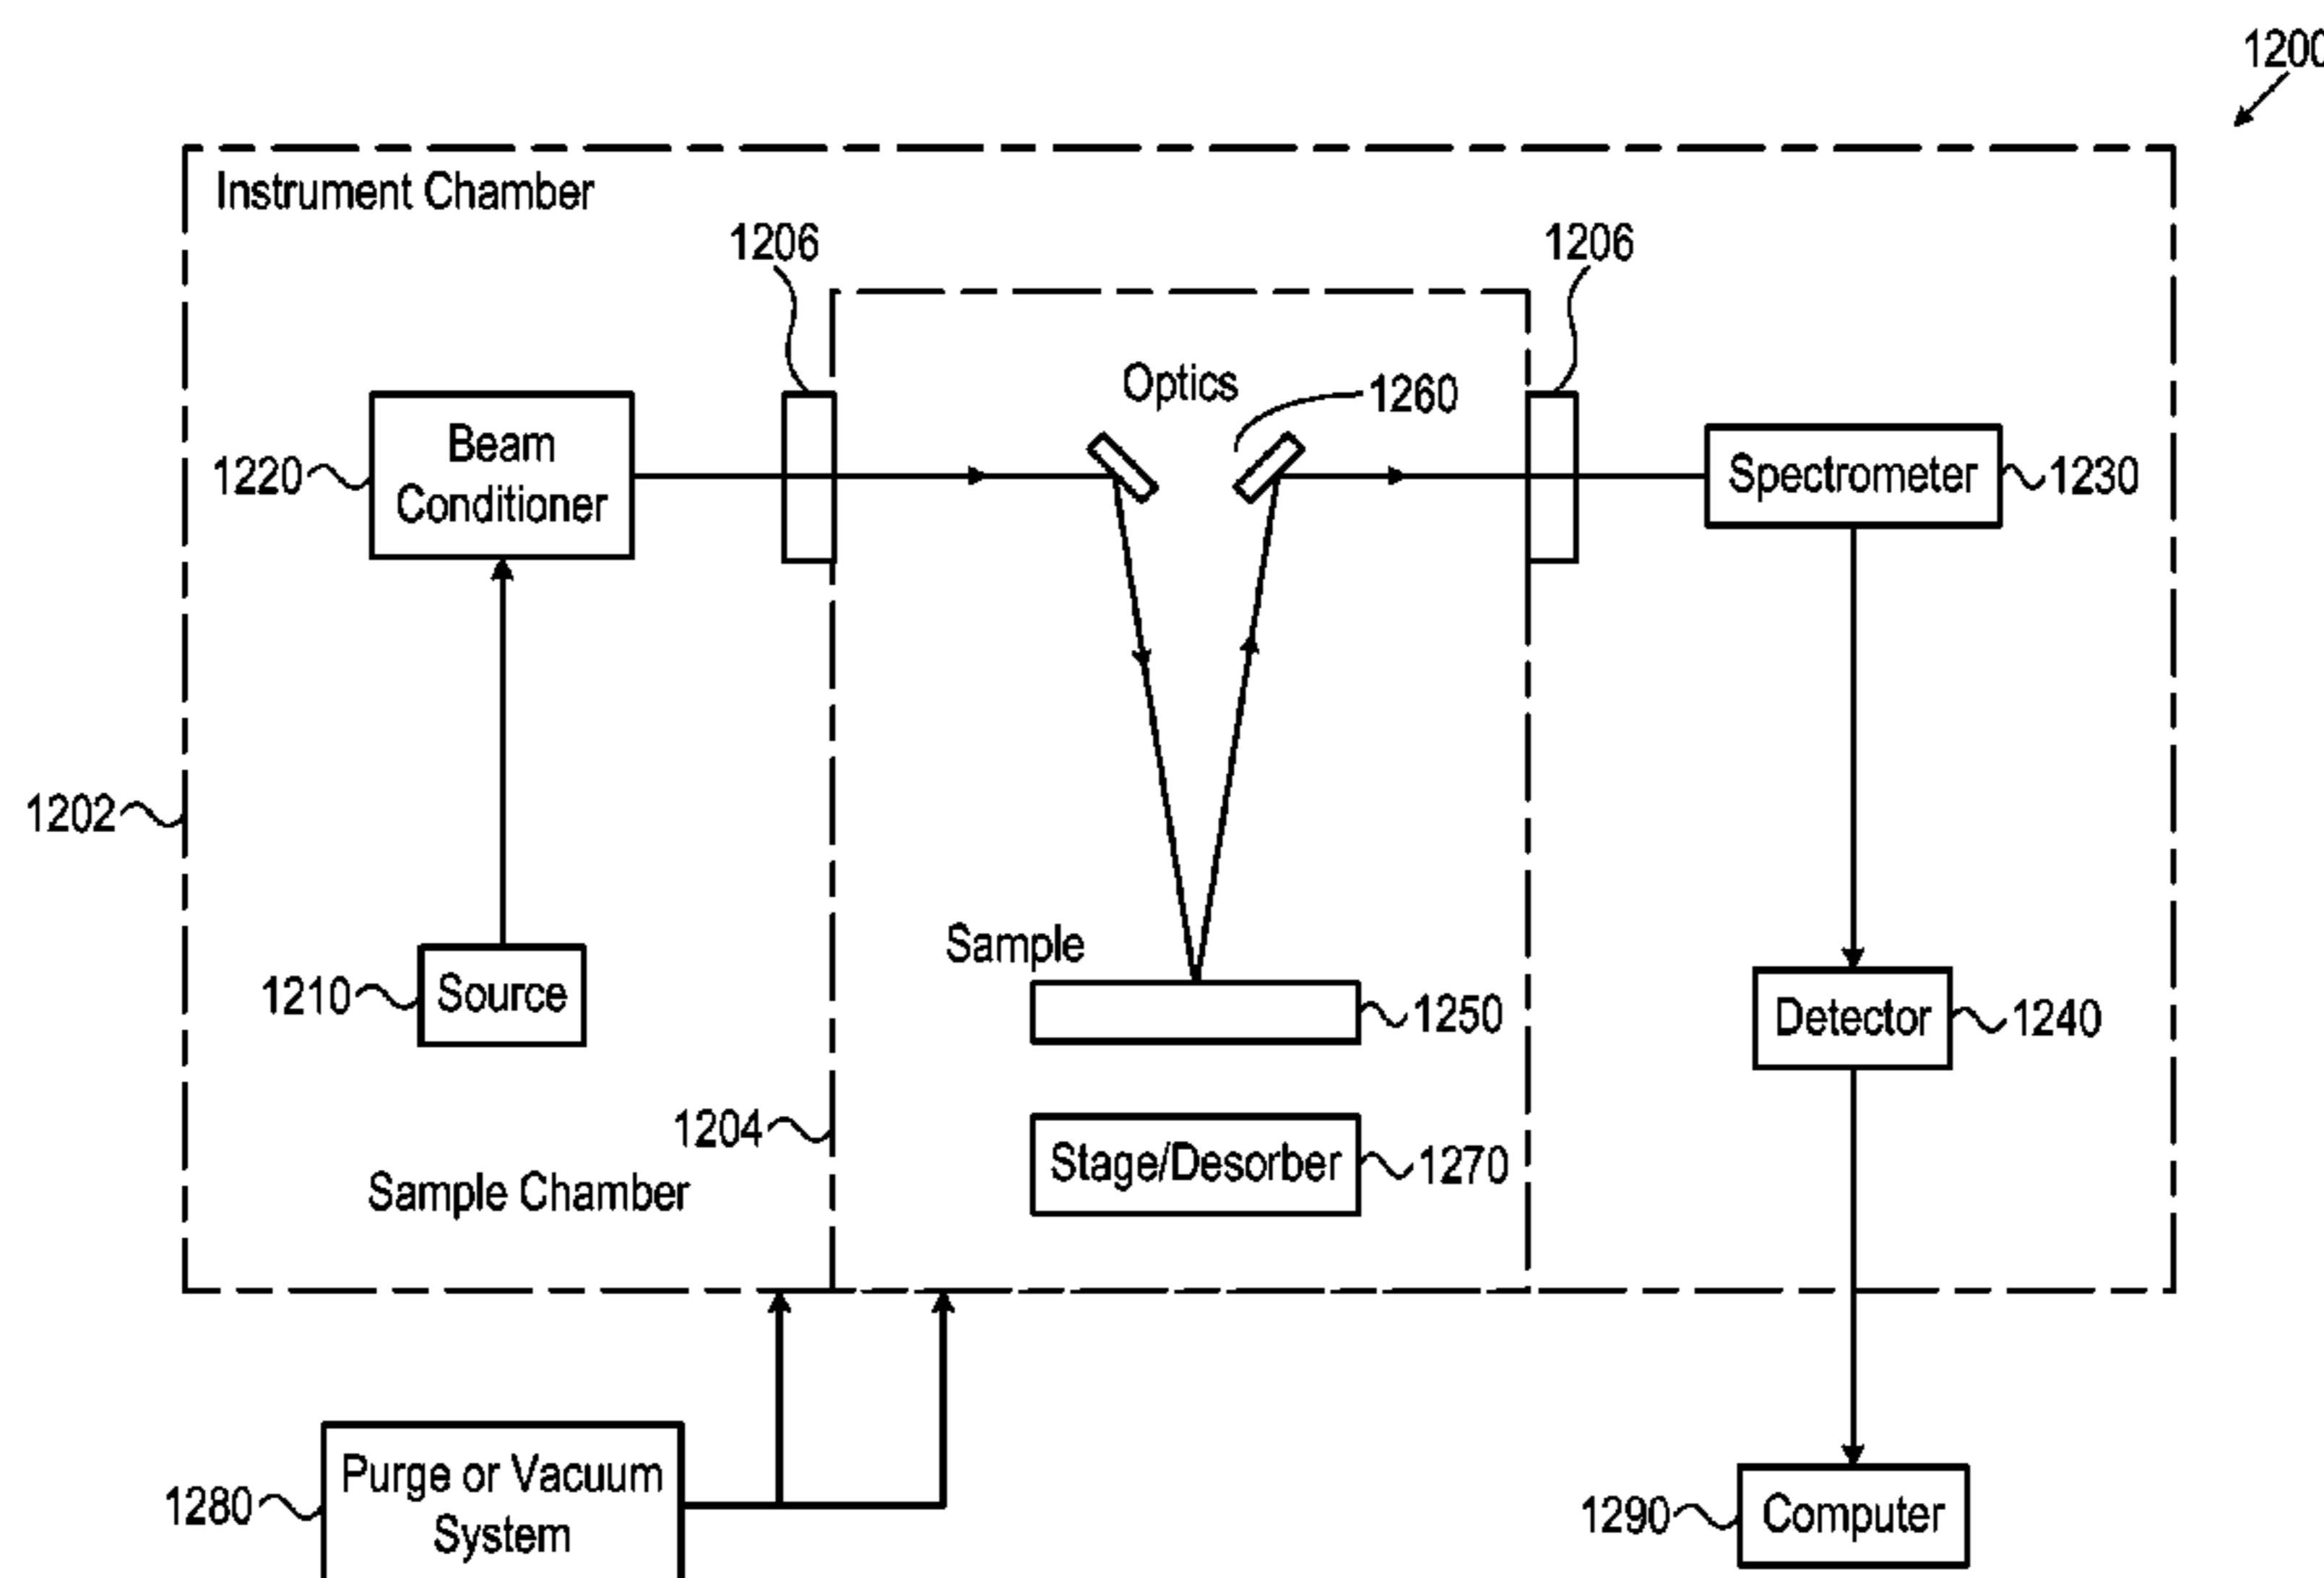 1200
Instrument Chamber
1206
1206
Optics
1260
Beam
Conditioner
1220
Spectrometer
1230
1202
Sample
1210
Source
1250
Detector
1240
1204
Stage/Desorber
1270
Sample Chamber
Purge or Vacuum
System
1280
1290
Computer